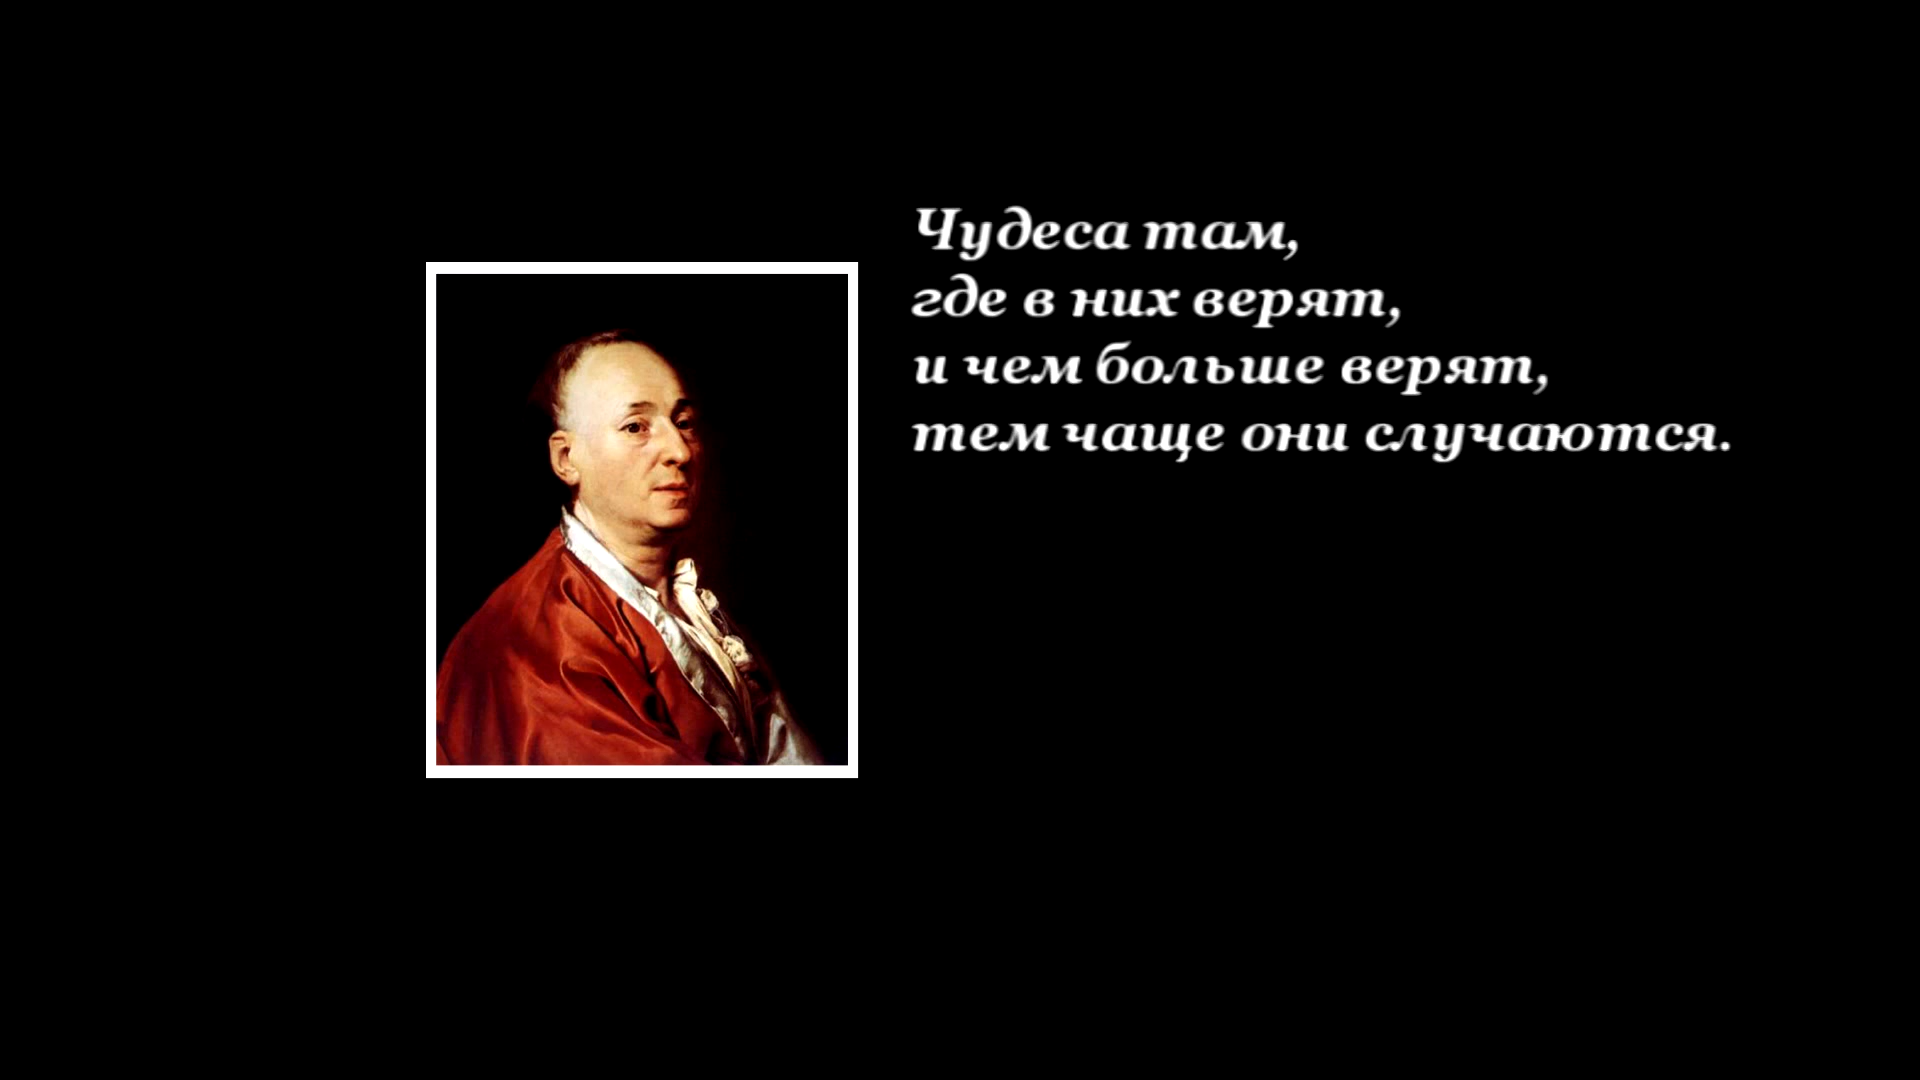 Чудеса там,
где в них верят,
и чем больше верят,
тем чаще они случаются.